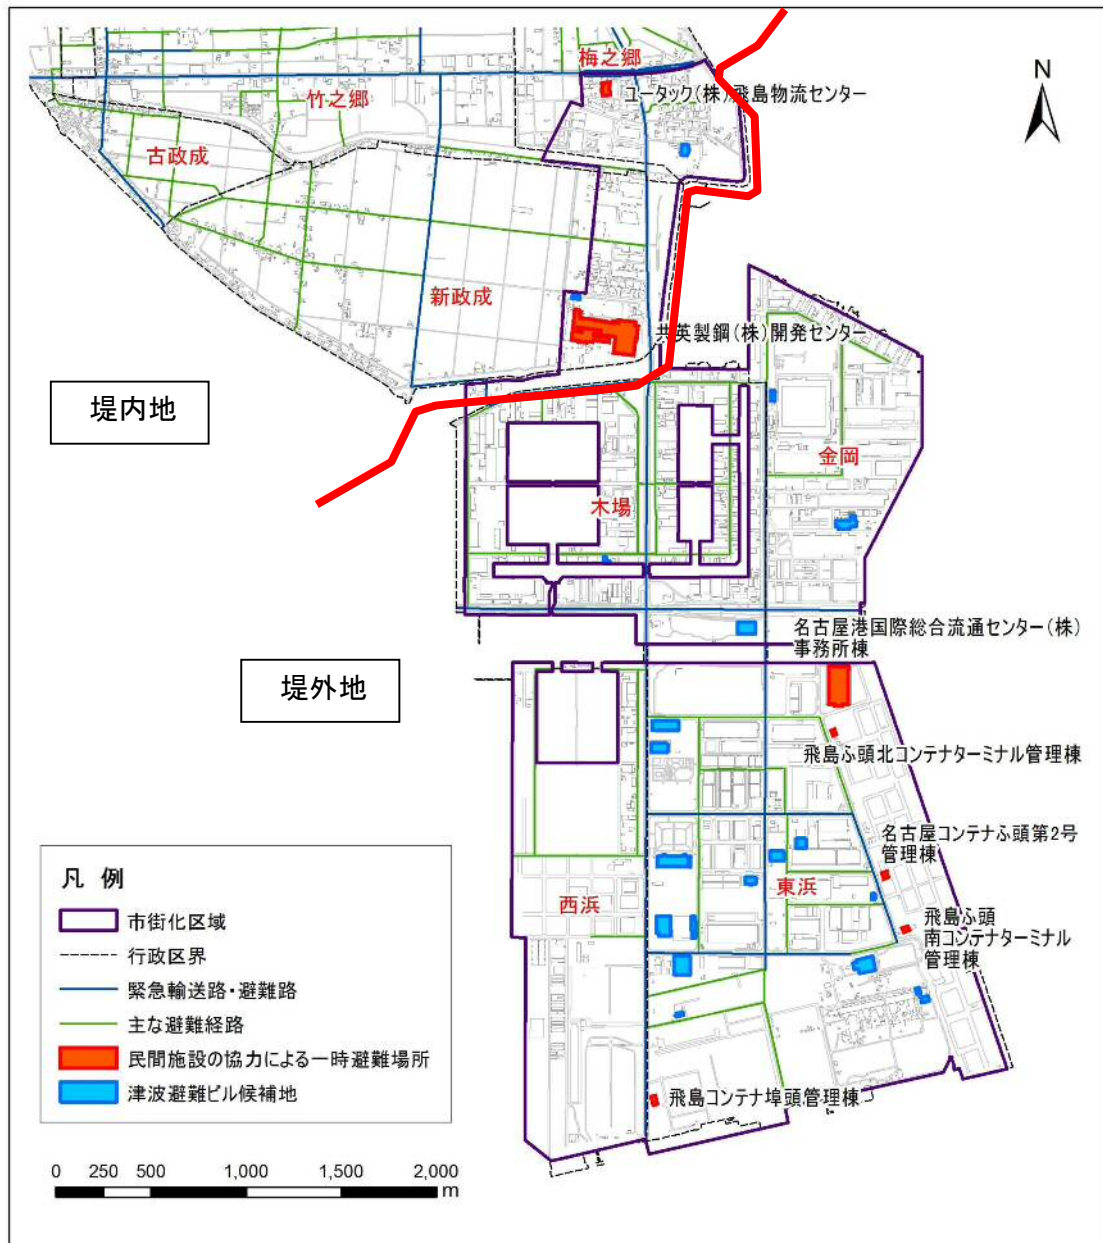 梅之郷
N
ユータック(株)飛島物流センター
竹之郷
古政成
新政成
共英製鋼(株)開発センター
堤内地
金岡
木場
名古屋港国際総合流通センター(株)
事務所棟
堤外地
飛島ふ頭北コンテナターミナル管理棟
名古屋コンテナふ頭第2号
管理棟
東浜
西浜
飛島ふ頭
南コンテナターミナル
管理棟
飛島コンテナ埠頭管理棟
凡 例
市街化区域
行政区界
緊急輸送路・避難路
主な避難経路
民間施設の協力による一時避難場所
津波避難ビル候補地
0 250 500 1,000 1,500 2,000
m